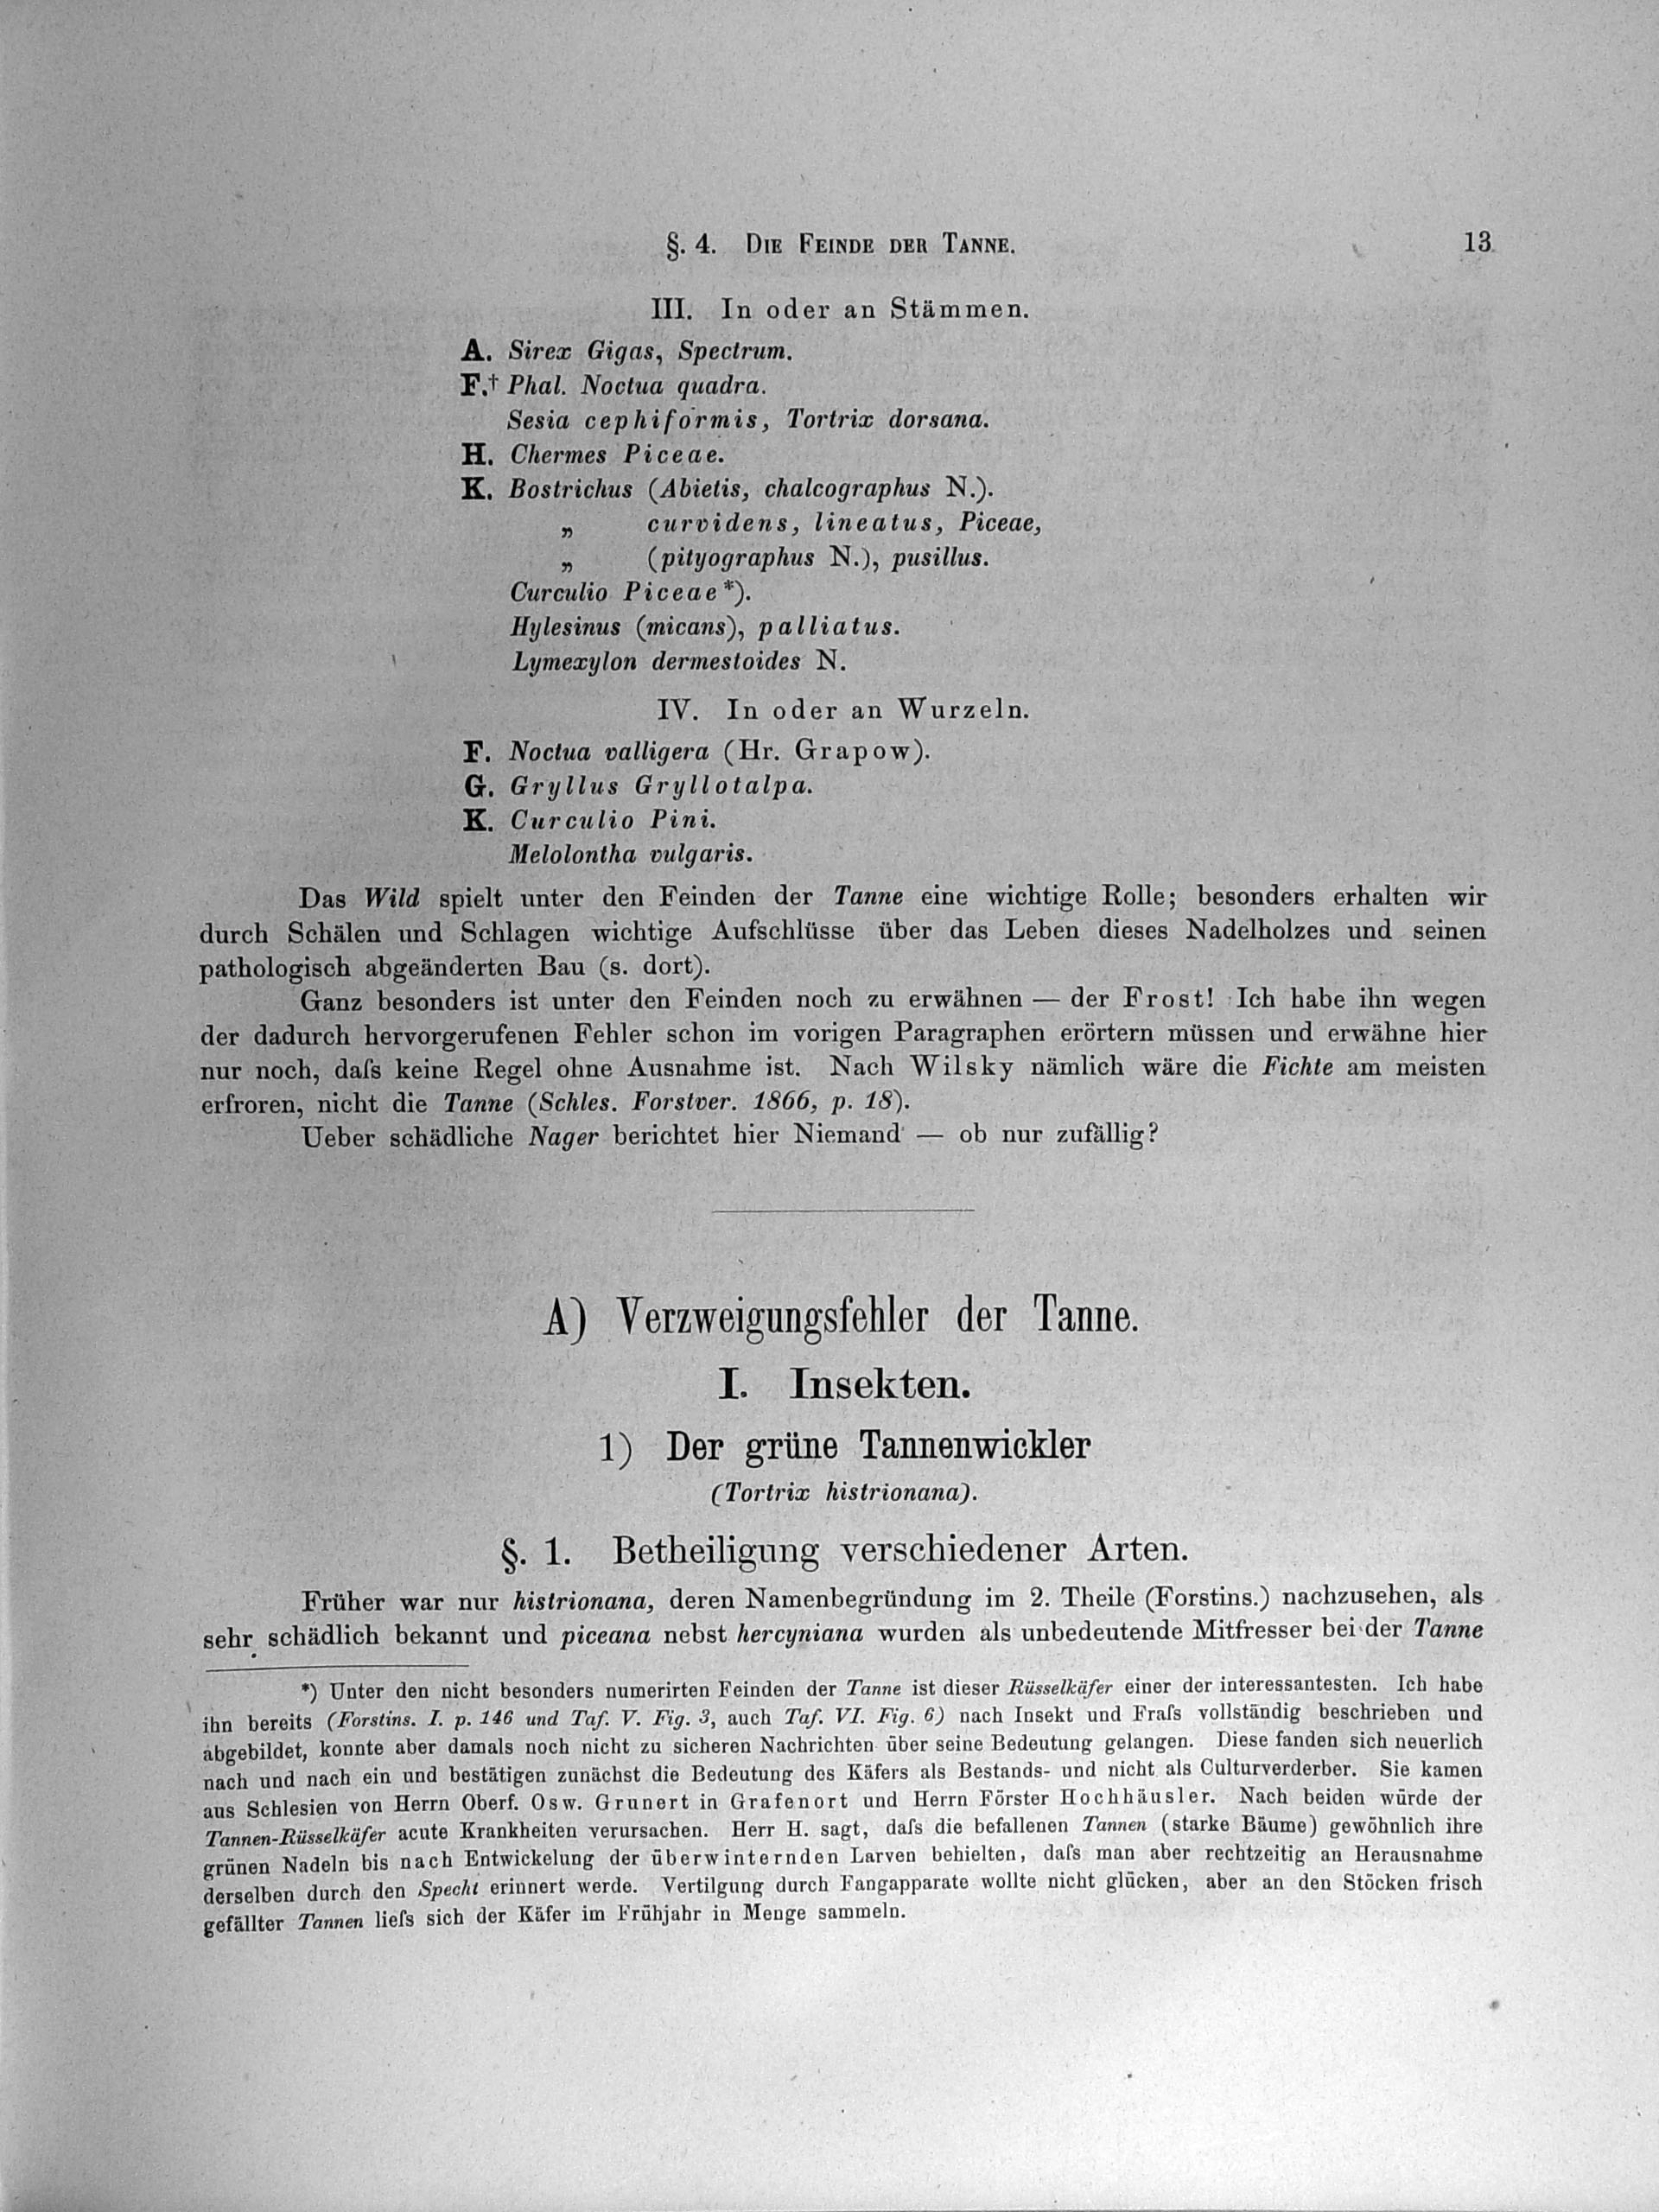 §. 4. Die Feinde der Tanne. 13
III. In oder an Stämmen.
A. Sirex Gigas, Spectrum.
F.† Phal. Noctua quadra.
Sesia cephiformis, Tortrix dorsana.
H. Chermes Piceae.
K. Bostrichus (Abietis, chalcographus N.).
„ curvidens, lineatus, Piceae,
„ (pityographus N.), pusillus.
Curculio Piceae*).
Hylesinus (micans), palliatus.
Lymexylon dermestoides N.
IV. In oder an Wurzeln.
F. Noctua valligera (Hr. Grapow).
G. Gryllus Gryllotalpa.
K. Curculio Pini.
Melolontha vulgaris.
Das Wild spielt unter den Feinden der Tanne eine wichtige Rolle; besonders erhalten wir
durch Schälen und Schlagen wichtige Aufschlüsse über das Leben dieses Nadelholzes und seinen
pathologisch abgeänderten Bau (s. dort).
Ganz besonders ist unter den Feinden noch zu erwähnen — der Frost! Ich habe ihn wegen
der dadurch hervorgerufenen Fehler schon im vorigen Paragraphen erörtern müssen und erwähne hier
nur noch, daſs keine Regel ohne Ausnahme ist. Nach Wilsky nämlich wäre die Fichte am meisten
erfroren, nicht die Tanne (Schles. Forstver. 1866, p. 18).
Ueber schädliche Nager berichtet hier Niemand — ob nur zufällig?
A) Verzweigungsfehler der Tanne.
I. Insekten.
1) Der grüne Tannenwickler
(Tortrix histrionana).
§. 1. Betheiligung verschiedener Arten.
Früher war nur histrionana, deren Namenbegründung im 2. Theile (Forstins.) nachzusehen, als
sehr schädlich bekannt und piceana nebst hercyniana wurden als unbedeutende Mitfresser bei der Tanne
*) Unter den nicht besonders numerirten Feinden der Tanne ist dieser Rüsselkäfer einer der interessantesten. Ich habe
ihn bereits (Forstins. I. p. 146 und Taf. V. Fig. 3, auch Taf. VI. Fig. 6) nach Insekt und Fraſs vollständig beschrieben und
abgebildet, konnte aber damals noch nicht zu sicheren Nachrichten über seine Bedeutung gelangen. Diese fanden sich neuerlich
nach und nach ein und bestätigen zunächst die Bedeutung des Käfers als Bestands- und nicht als Culturverderber. Sie kamen
aus Schlesien von Herrn Oberf. Osw. Grunert in Grafenort und Herrn Förster Hochhäusler. Nach beiden würde der
Tannen-Rüsselkäfer acute Krankheiten verursachen. Herr H. sagt, daſs die befallenen Tannen (starke Bäume) gewöhnlich ihre
grünen Nadeln bis nach Entwickelung der überwinternden Larven behielten, daſs man aber rechtzeitig an Herausnahme
derselben durch den Specht erinnert werde. Vertilgung durch Fangapparate wollte nicht glücken, aber an den Stöcken frisch
gefällter Tannen lieſs sich der Käfer im Frühjahr in Menge sammeln.